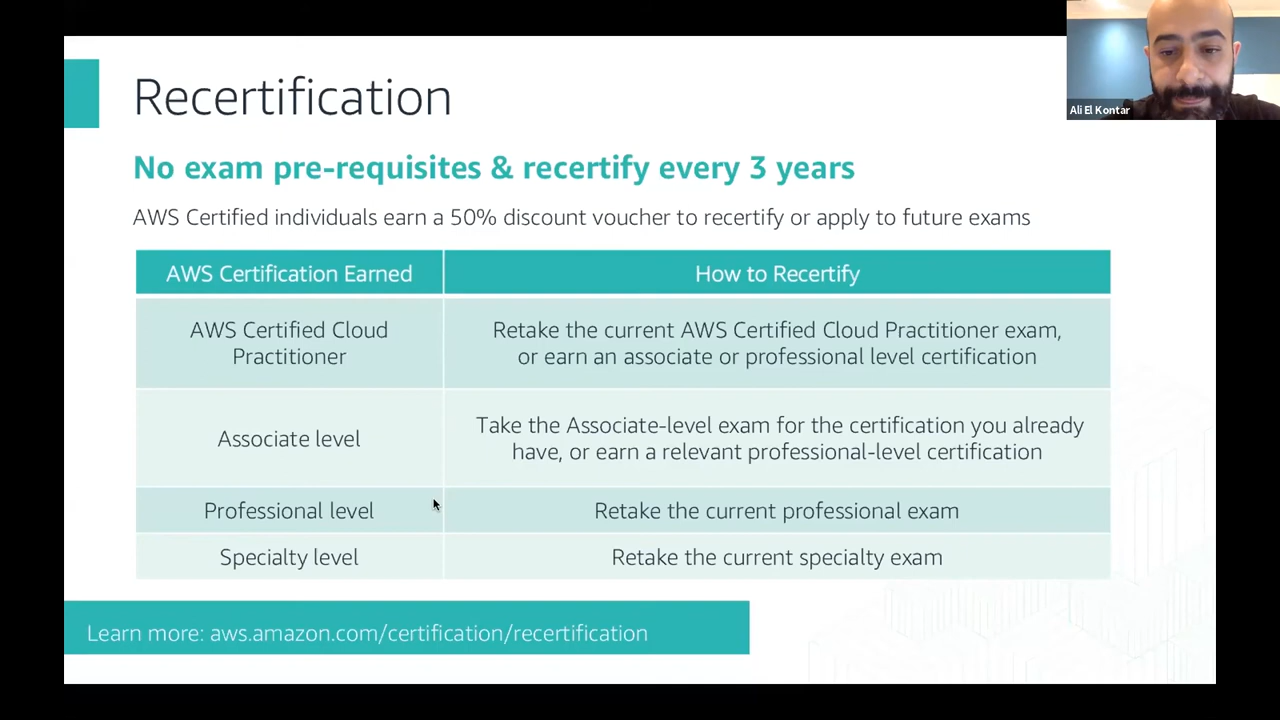 Recertification
Ali El Kontar
No exam pre-requisites & recertify every 3 years
AWS Certified individuals earn a 50% discount voucher to recertify or apply to future exams
AWS Certification Earned
How to Recertify
AWS Certified Cloud
Practitioner
Retake the current AWS Certified Cloud Practitioner exam,
or earn an associate or professional level certification
Associate level
Take the Associate-level exam for the certification you already
have, or earn a relevant professional-level certification
Professional level
Retake the current professional exam
Specialty level
Retake the current specialty exam
Learn more: aws.amazon.com/certification/recertification